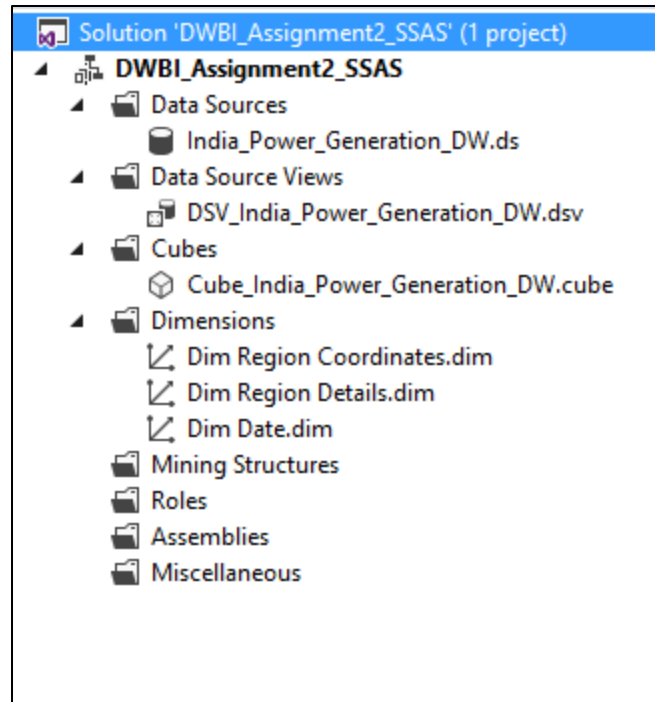 Solution 'DWBI_Assignment2_SSAS' (1 project)
DWBI_Assignment2_SSAS
Data Sources
India_Power_Generation_DW.ds
Data Source Views
DSV_India_Power_Generation_DW.dsv
Cubes
Cube_India_Power_Generation_DW.cube
Dimensions
Dim Region Coordinates.dim
Dim Region Details.dim
Dim Date.dim
Mining Structures
Roles
Assemblies
Miscellaneous